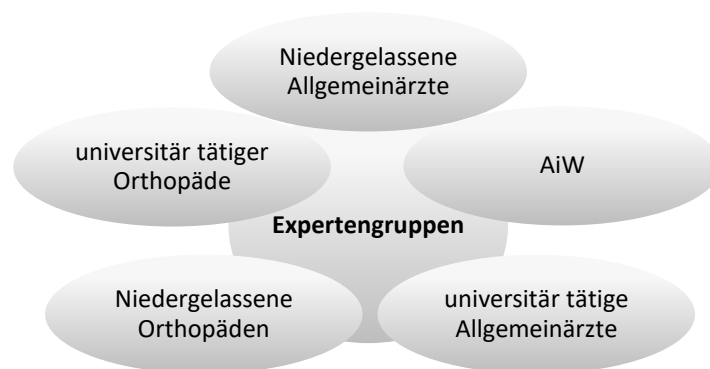 Niedergelassene
Allgemeinärzte
universitär tätiger
Orthopäde
AiW
Expertengruppen
Niedergelassene
Orthopäden
universitär tätige
Allgemeinärzte